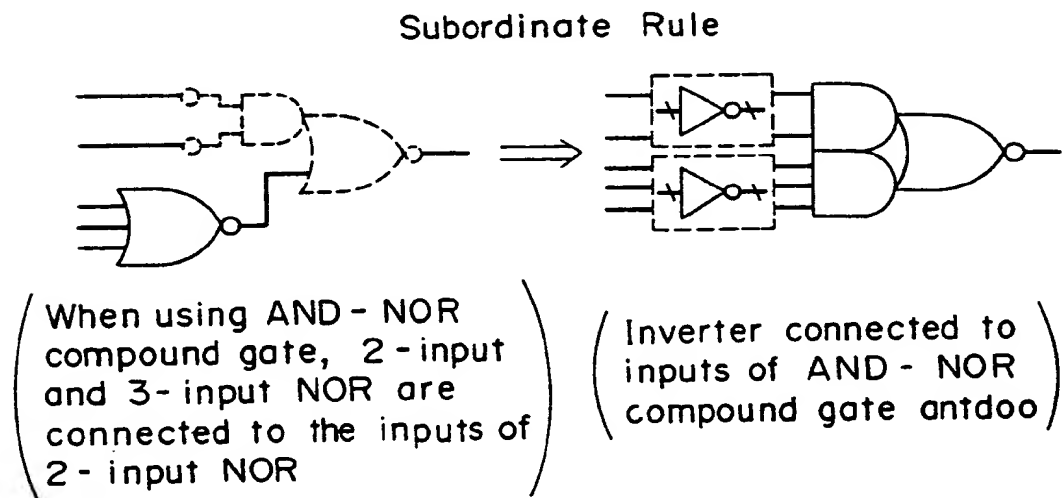 Subordinate Rule
When using AND - NOR
compound gate, 2 - input
and 3 - input NOR are
connected to the inputs of
2 - input NOR
Inverter connected to
inputs of AND - NOR
compound gate antdoo